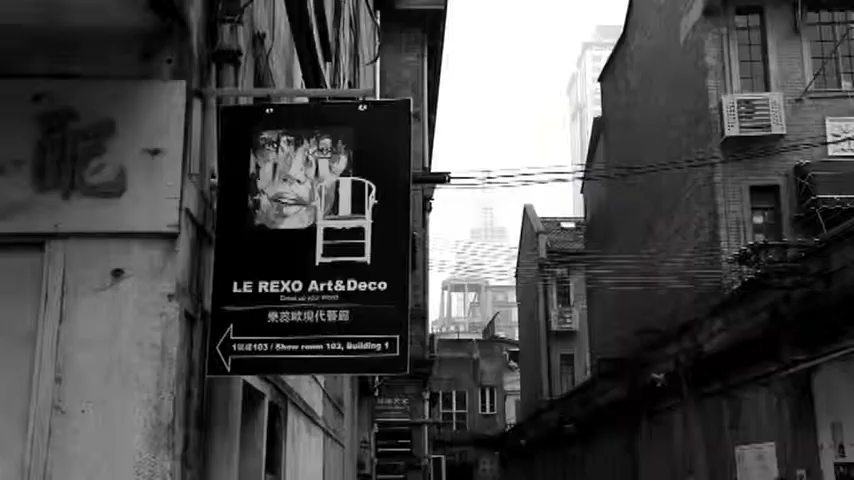 LE REXO Art&Deco
Dress up your World
樂蒞歐現代藝廊
1號樓103 / Show room 103, Building 1